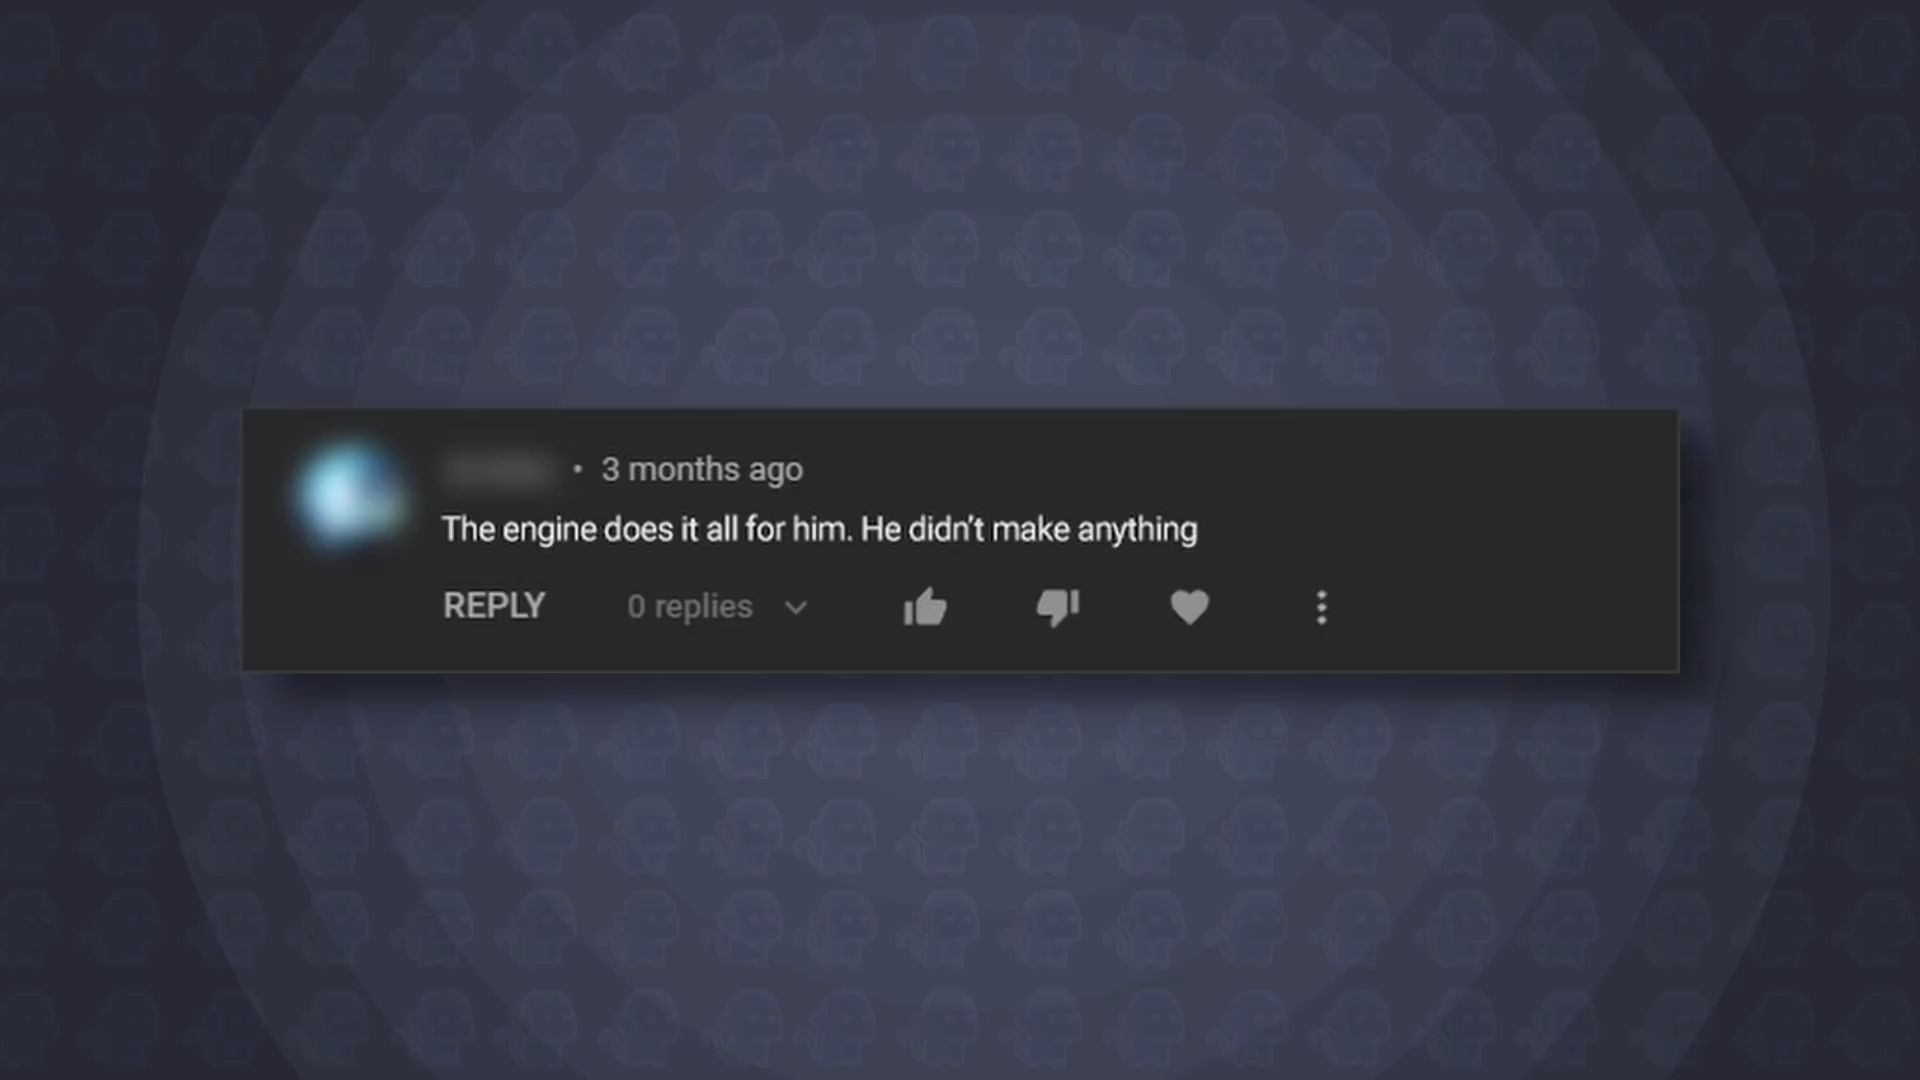 • 3 months ago
The engine does it all for him. He didn't make anything
REPLY 0 replies